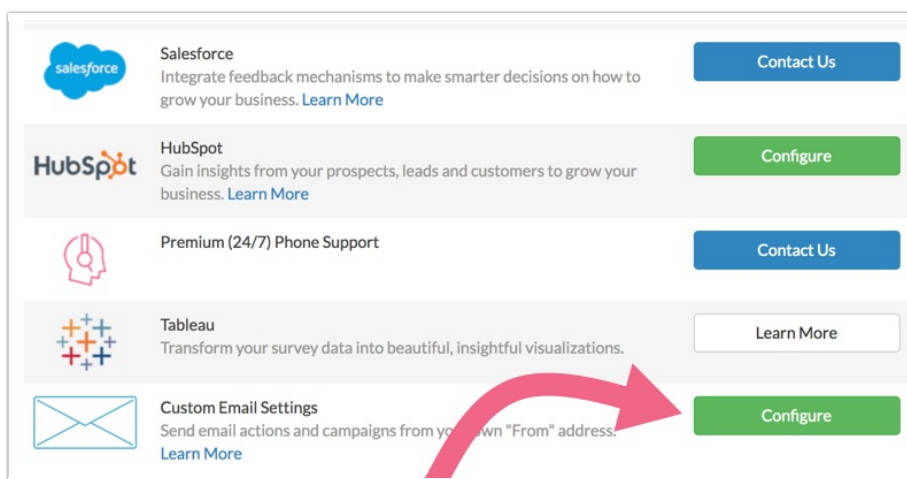 salesforce
Salesforce
Integrate feedback mechanisms to make smarter decisions on how to
grow your business. Learn More
Contact Us
HubSpot
HubSpot
Gain insights from your prospects, leads and customers to grow your
business. Learn More
Configure
Premium (24/7) Phone Support
Contact Us
Tableau
Transform your survey data into beautiful, insightful visualizations.
Learn More
Custom Email Settings
Send email actions and campaigns from own "From" address.
Learn More
Configure